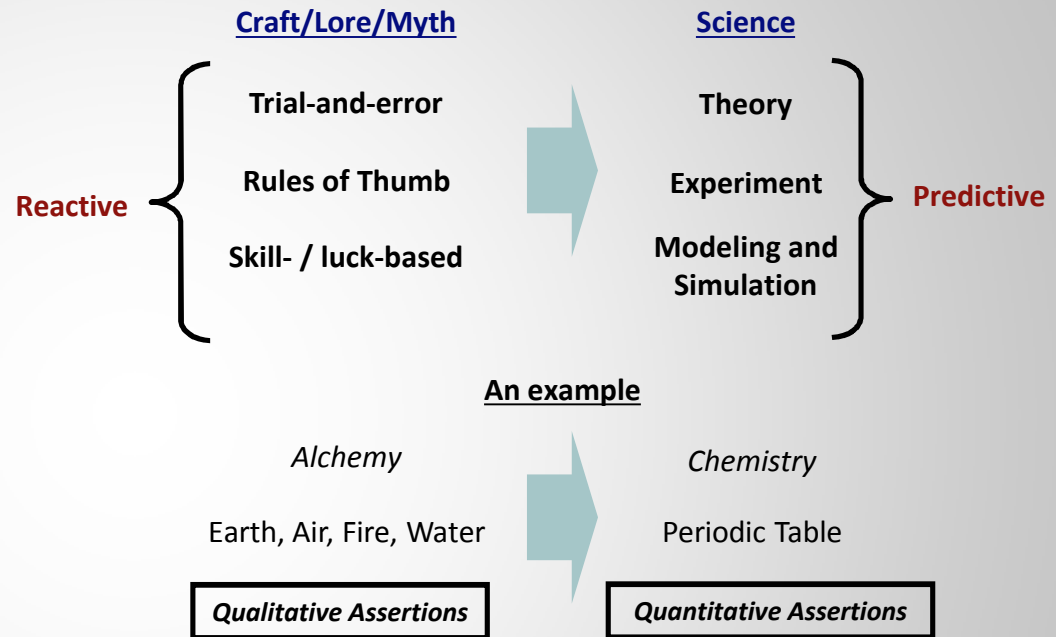 Craft/Lore/Myth
Science
Trial-and-error
Theory
Rules of Thumb
Experiment
Reactive
Predictive
Skill- / luck-based
Modeling and
Simulation
An example
Alchemy
Chemistry
Earth, Air, Fire, Water
Periodic Table
Qualitative Assertions
Quantitative Assertions